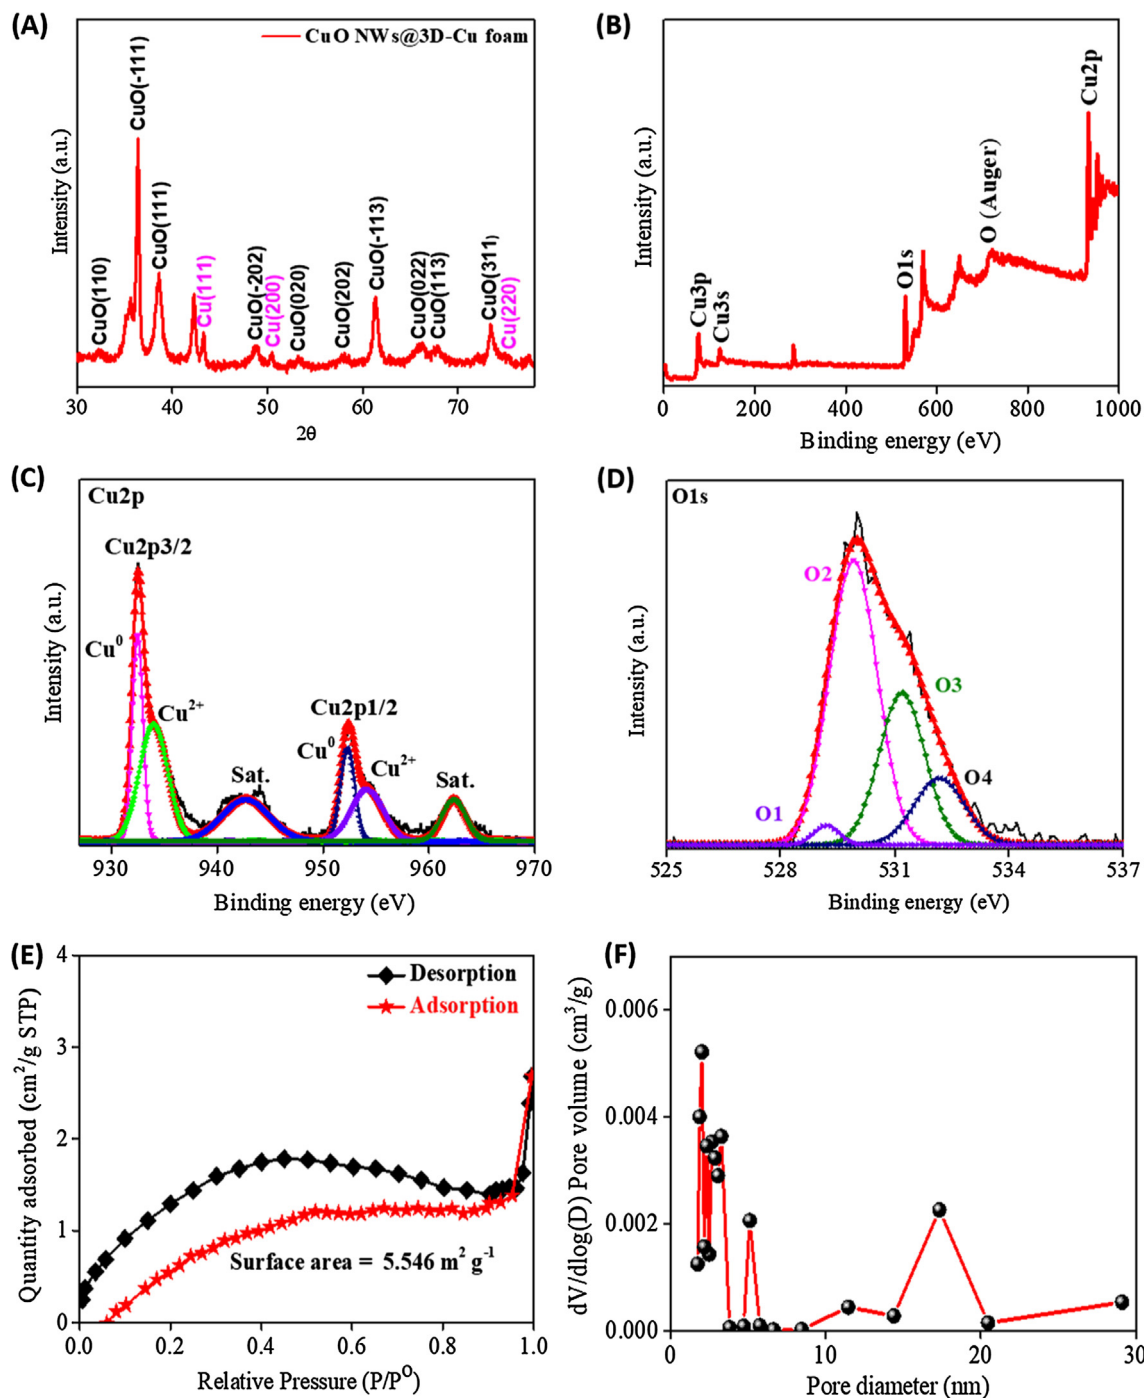 (A)
CuO NWs@3D-Cu foam
Intensity (a.u.)
CuO(110)
CuO(-111)
CuO(111)
Cu(111)
CuO(-202)
Cu(200)
CuO(020)
CuO(202)
CuO(-113)
CuO(022)
CuO(113)
CuO(311)
Cu(220)
30 40 50 60 70
2θ
(B)
Intensity (a.u.)
Cu3p
Cu3s
O1s
O (Auger)
Cu2p
0 200 400 600 800 1000
Binding energy (eV)
(C)
Cu2p
Cu2p3/2
Cu⁰
Cu²⁺
Sat.
Cu2p1/2
Cu⁰
Cu²⁺
Sat.
Intensity (a.u.)
930 940 950 960 970
Binding energy (eV)
(D)
O1s
O2
O3
O1
O4
Intensity (a.u.)
525 528 531 534 537
Binding energy (eV)
(E)
Desorption
Adsorption
Quantity adsorbed (cm²/g STP)
4
3
2
1
0
Surface area = 5.546 m² g⁻¹
0.0 0.2 0.4 0.6 0.8 1.0
Relative Pressure (P/P⁰)
(F)
dV/dlog(D) Pore volume (cm³/g)
0.006
0.004
0.002
0.000
0 10 20 30
Pore diameter (nm)